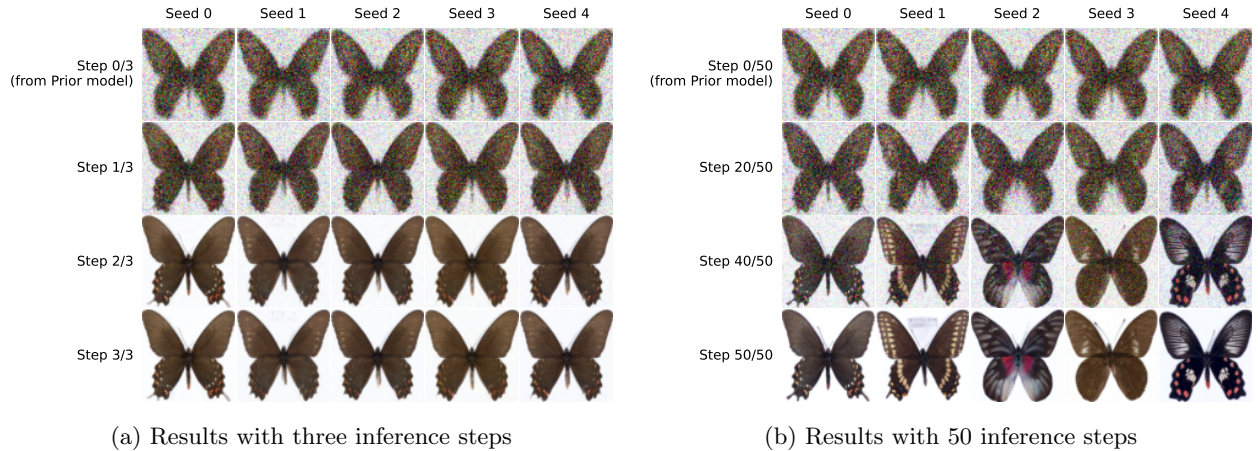 Seed 0 Seed 1 Seed 2 Seed 3 Seed 4
Step 0/3
(from Prior model)
Step 1/3
Step 2/3
Step 3/3
(a) Results with three inference steps
Seed 0 Seed 1 Seed 2 Seed 3 Seed 4
Step 0/50
(from Prior model)
Step 20/50
Step 40/50
Step 50/50
(b) Results with 50 inference steps